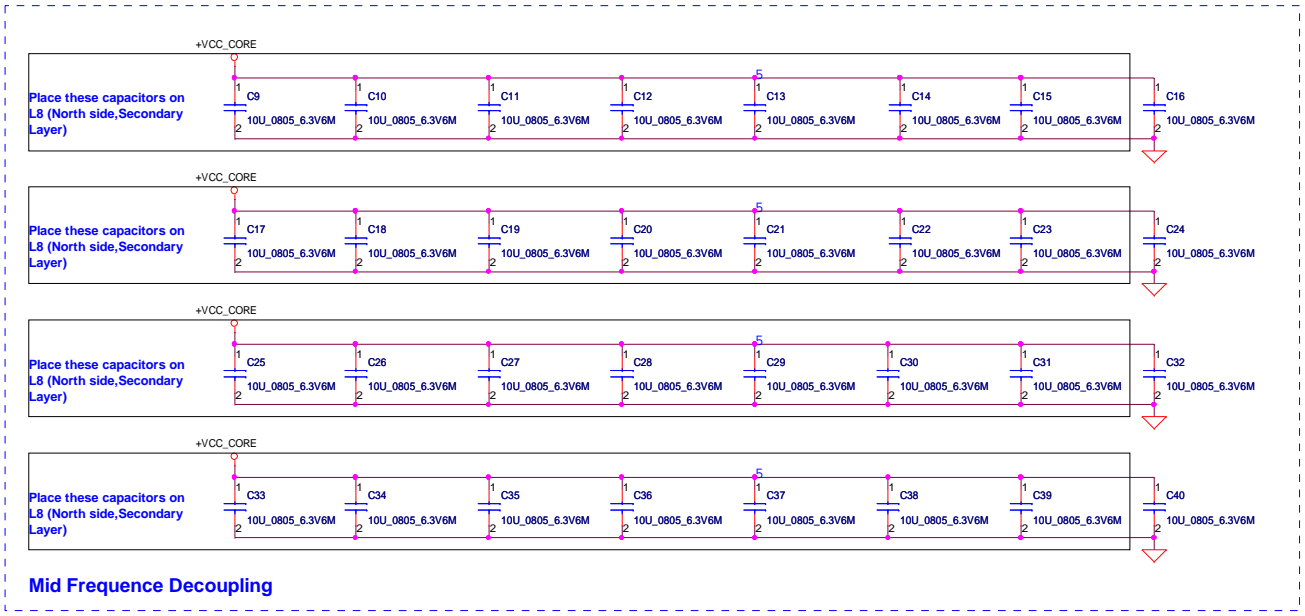 +VCC_CORE
5
Place these capacitors on
L8 (North side,Secondary
Layer)
1 C9 1 C10 1 C11 1 C12 1 C13 1 C14 1 C15 1 C16
10U_0805_6.3V6M 10U_0805_6.3V6M 10U_0805_6.3V6M 10U_0805_6.3V6M 10U_0805_6.3V6M 10U_0805_6.3V6M 10U_0805_6.3V6M 10U_0805_6.3V6M
2 2 2 2 2 2 2 2
+VCC_CORE
5
Place these capacitors on
L8 (North side,Secondary
Layer)
1 C17 1 C18 1 C19 1 C20 1 C21 1 C22 1 C23 1 C24
10U_0805_6.3V6M 10U_0805_6.3V6M 10U_0805_6.3V6M 10U_0805_6.3V6M 10U_0805_6.3V6M 10U_0805_6.3V6M 10U_0805_6.3V6M 10U_0805_6.3V6M
2 2 2 2 2 2 2 2
+VCC_CORE
5
Place these capacitors on
L8 (North side,Secondary
Layer)
1 C25 1 C26 1 C27 1 C28 1 C29 1 C30 1 C31 1 C32
10U_0805_6.3V6M 10U_0805_6.3V6M 10U_0805_6.3V6M 10U_0805_6.3V6M 10U_0805_6.3V6M 10U_0805_6.3V6M 10U_0805_6.3V6M 10U_0805_6.3V6M
2 2 2 2 2 2 2 2
+VCC_CORE
5
Place these capacitors on
L8 (North side,Secondary
Layer)
1 C33 1 C34 1 C35 1 C36 1 C37 1 C38 1 C39 1 C40
10U_0805_6.3V6M 10U_0805_6.3V6M 10U_0805_6.3V6M 10U_0805_6.3V6M 10U_0805_6.3V6M 10U_0805_6.3V6M 10U_0805_6.3V6M 10U_0805_6.3V6M
2 2 2 2 2 2 2 2
Mid Frequence Decoupling